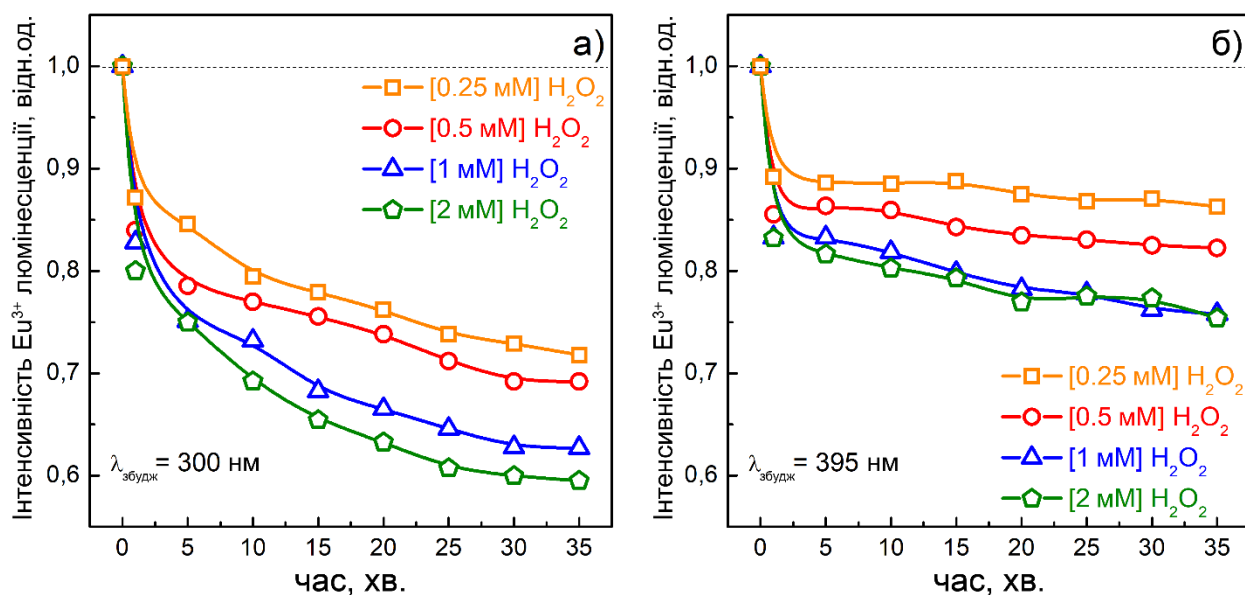 а)
Інтенсивність Eu³⁺ люмінесценції, відн.од.
1,0
0,9
0,8
0,7
0,6
[0.25 мМ] H₂O₂
[0.5 мМ] H₂O₂
[1 мМ] H₂O₂
[2 мМ] H₂O₂
λзбудж = 300 нм
0 5 10 15 20 25 30 35
час, хв.
б)
Інтенсивність Eu³⁺ люмінесценції, відн.од.
1,0
0,9
0,8
0,7
0,6
[0.25 мМ] H₂O₂
[0.5 мМ] H₂O₂
[1 мМ] H₂O₂
[2 мМ] H₂O₂
λзбудж = 395 нм
0 5 10 15 20 25 30 35
час, хв.